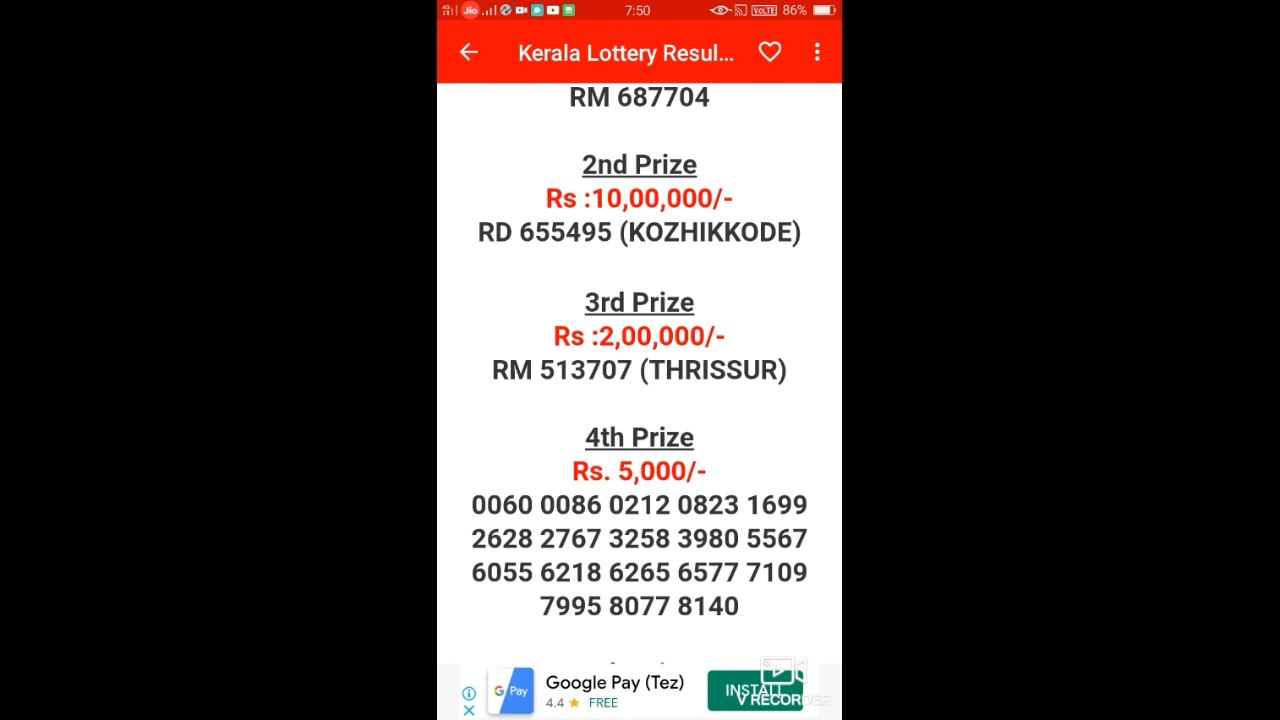 Jio 7:50 VoLTE 86%
Kerala Lottery Resul...
RM 687704
2nd Prize
Rs :10,00,000/-
RD 655495 (KOZHIKKODE)
3rd Prize
Rs :2,00,000/-
RM 513707 (THRISSUR)
4th Prize
Rs. 5,000/-
0060 0086 0212 0823 1699
2628 2767 3258 3980 5567
6055 6218 6265 6577 7109
7995 8077 8140
G Pay
Google Pay (Tez)
4.4 ★ FREE
INSTALL
V RECORDER